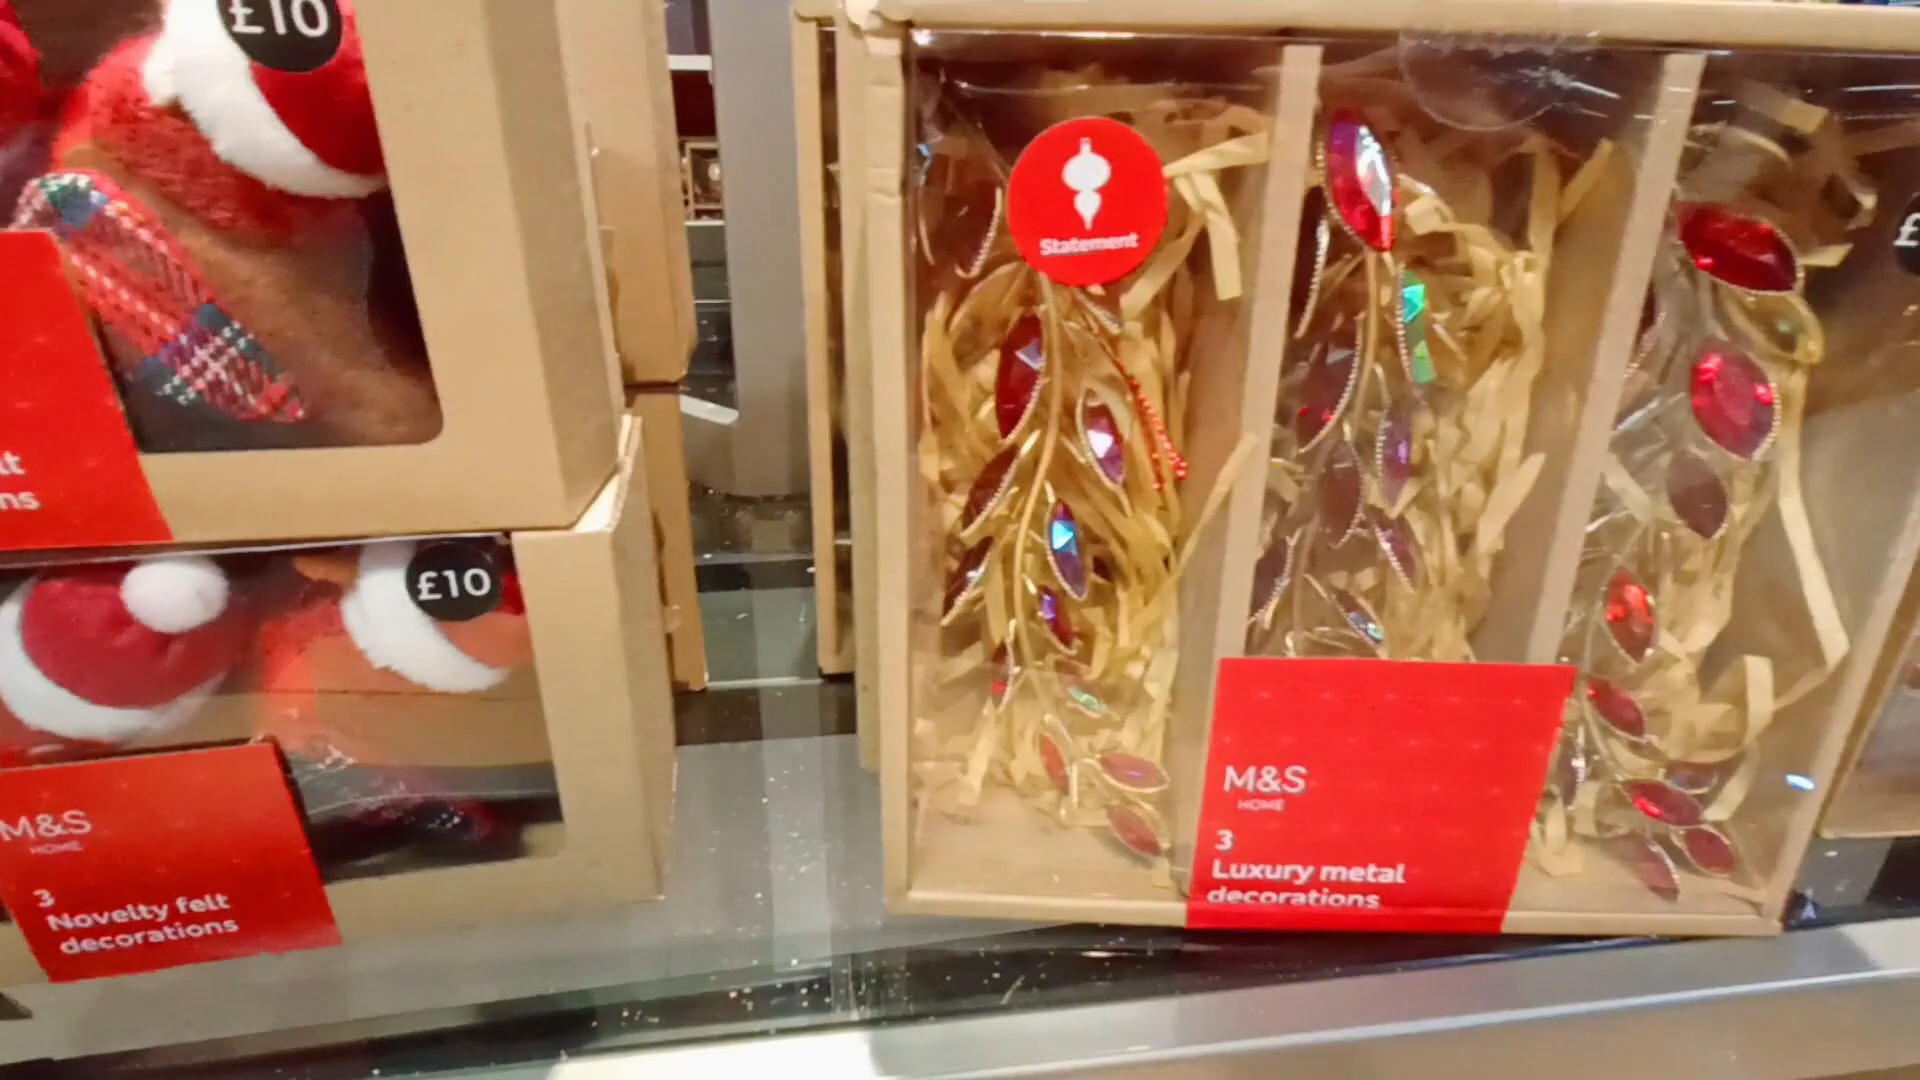 £10
£10
M&S
HOME
3
Novelty felt
decorations
Statement
M&S
HOME
3
Luxury metal
decorations
£